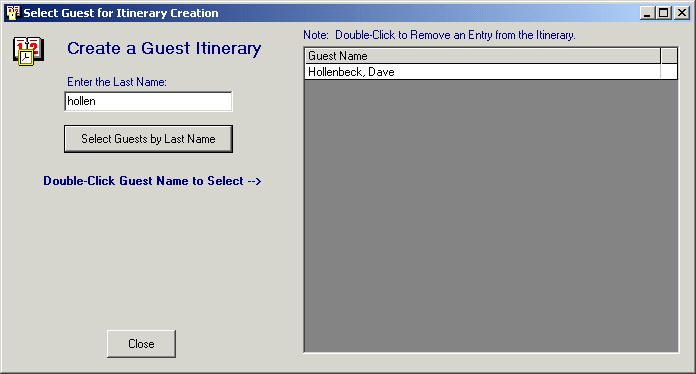 Select Guest for Itinerary Creation
Create a Guest Itinerary
Enter the Last Name:
hollen
Select Guests by Last Name
Double-Click Guest Name to Select -->
Close
Note: Double-Click to Remove an Entry from the Itinerary.
Guest Name
Hollenbeck, Dave